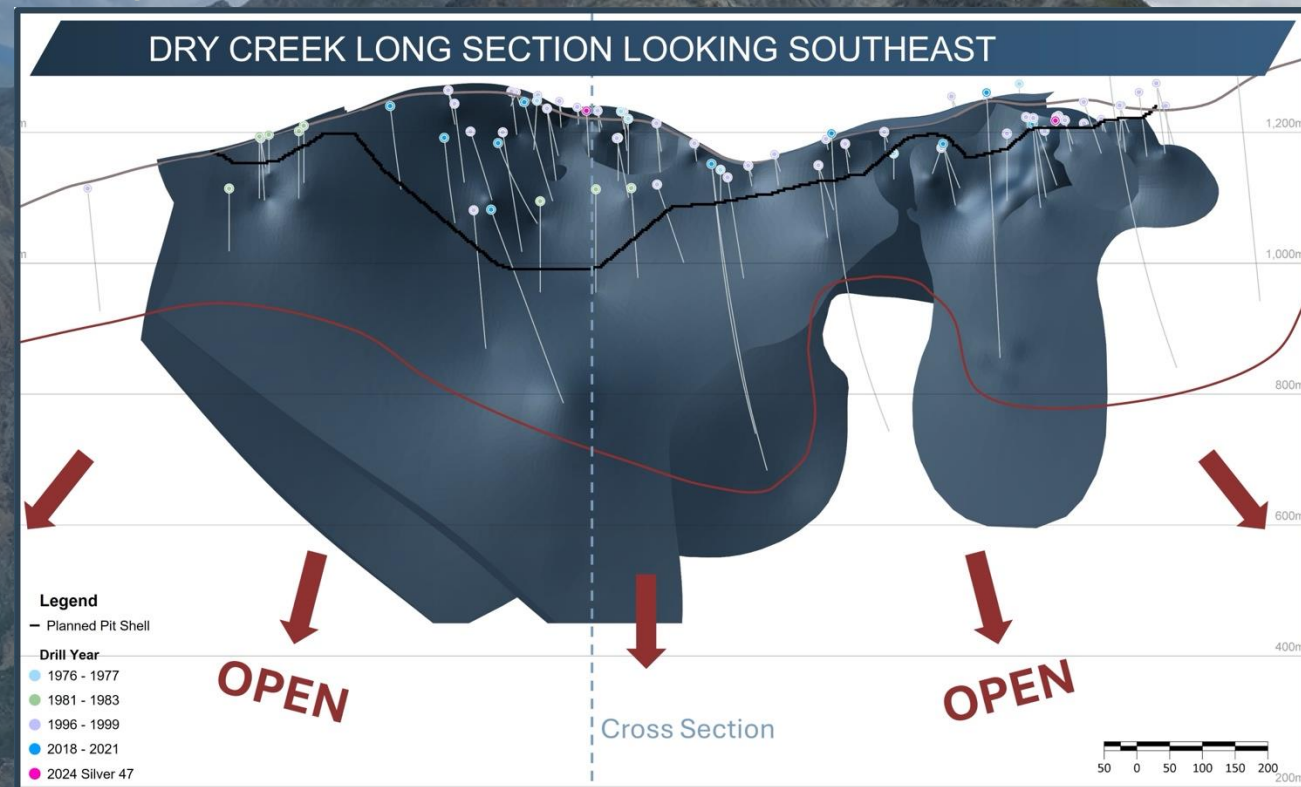 DRY CREEK LONG SECTION LOOKING SOUTHEAST
1,200m
1,000m
800m
600m
400m
200m
OPEN
OPEN
Cross Section
Legend
Planned Pit Shell
Drill Year
1976 - 1977
1981 - 1983
1996 - 1999
2018 - 2021
2024 Silver 47
50 0 50 100 150 200